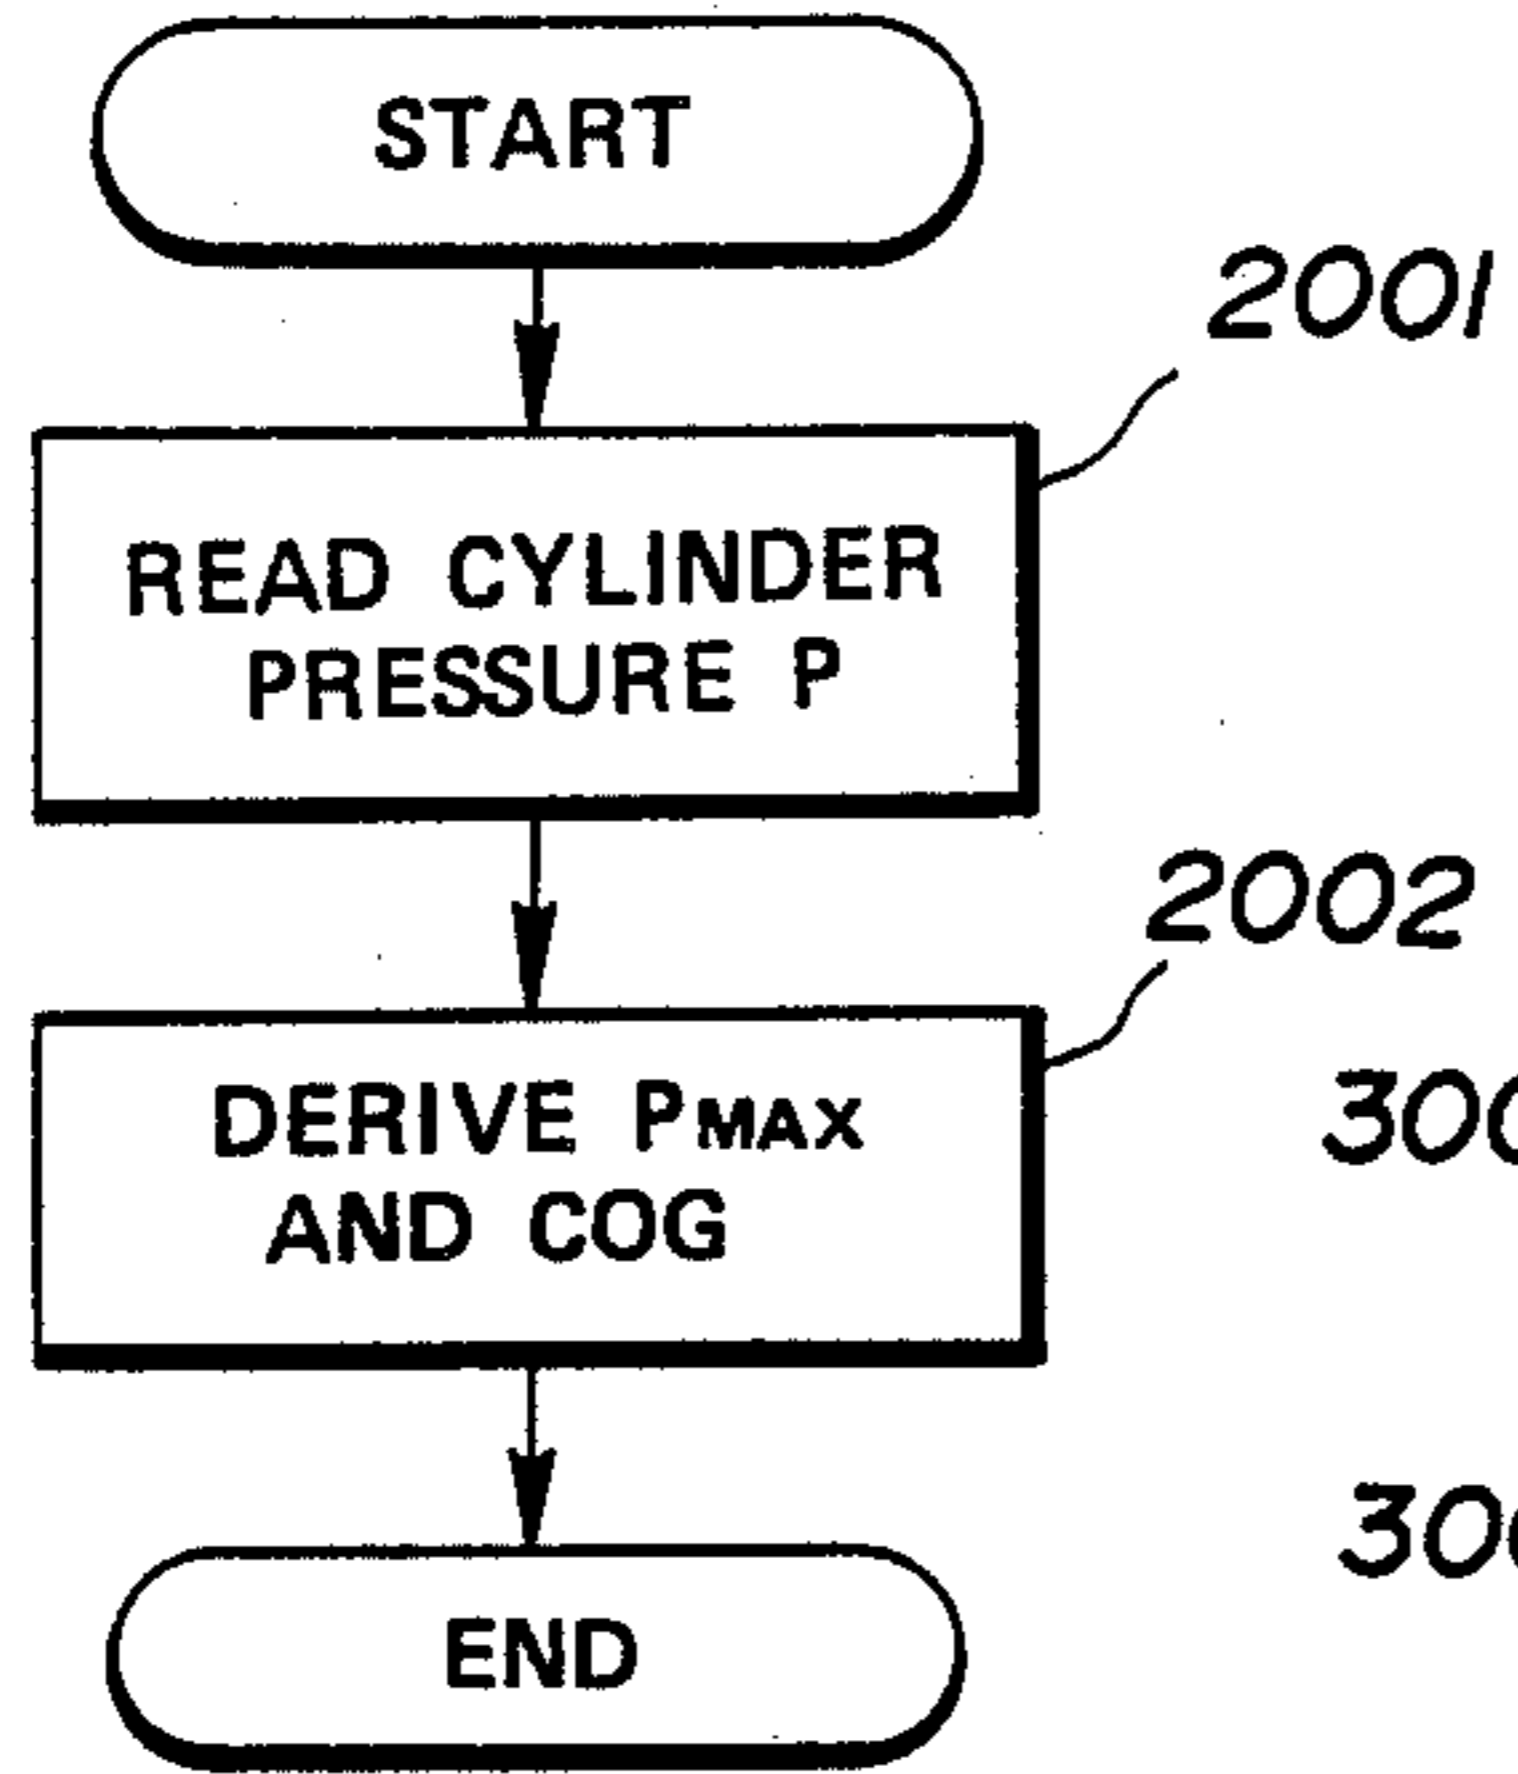 START
2001
READ CYLINDER
PRESSURE P
2002
DERIVE PMAX
AND COG
END